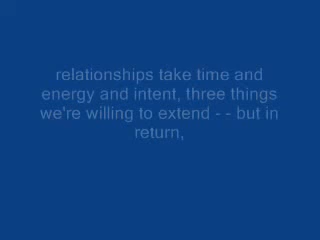 relationships take time and
energy and intent, three things
we're willing to extend - - but in
return,